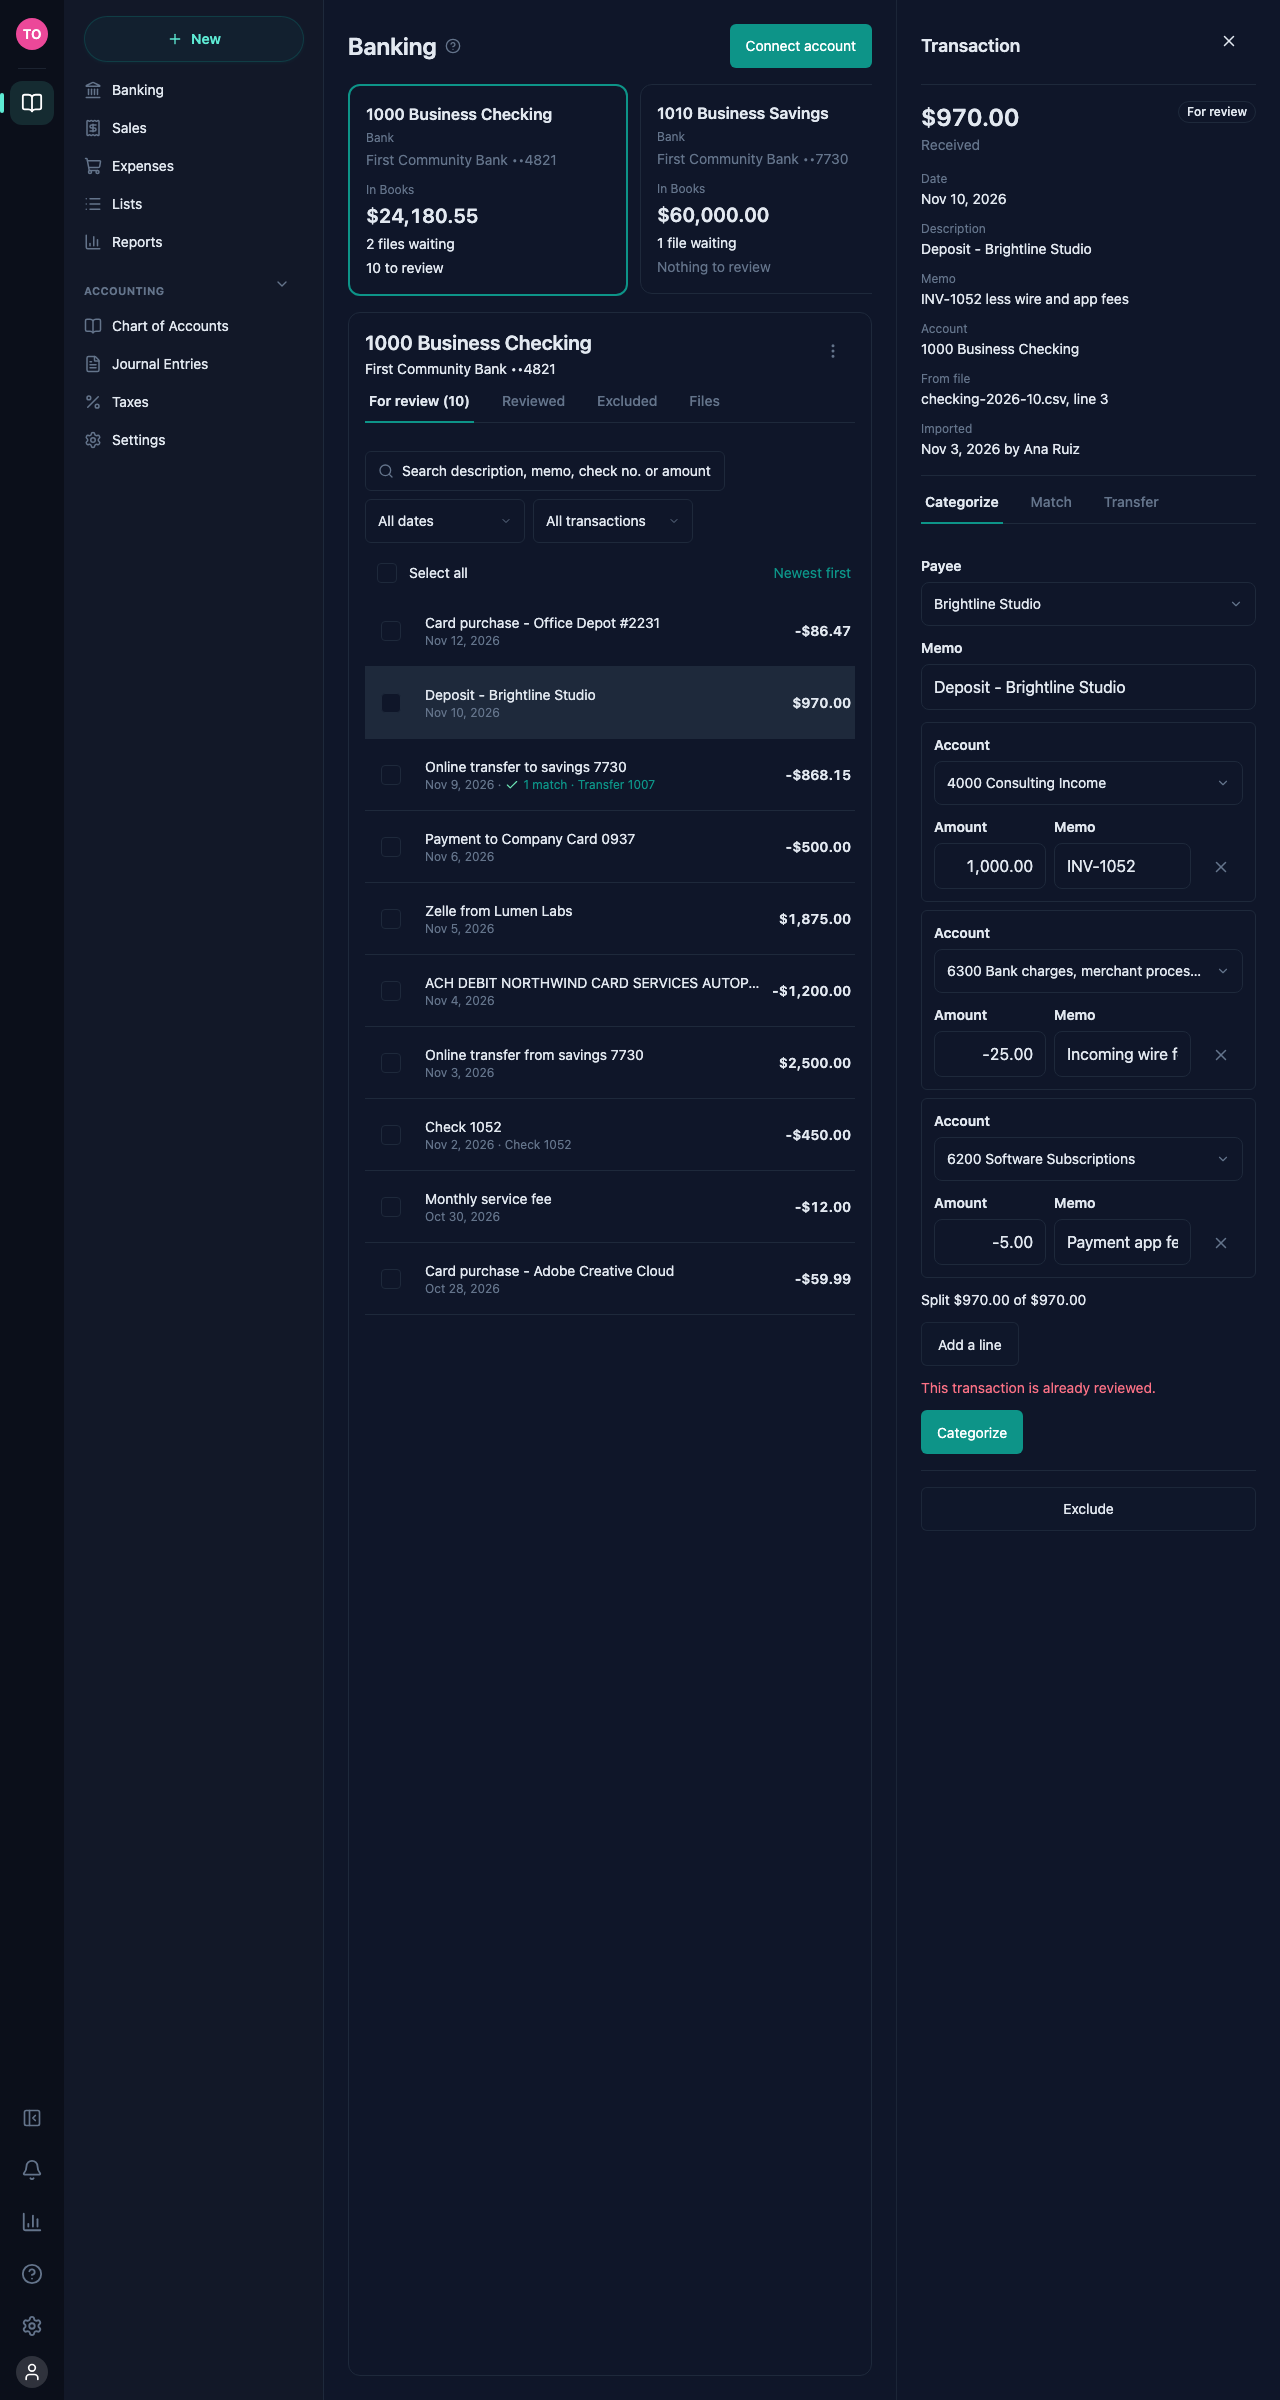 TO
New
Banking
Sales
Expenses
Lists
Reports
ACCOUNTING
Chart of Accounts
Journal Entries
Taxes
Settings
Banking
Connect account
1000 Business Checking
Bank
First Community Bank ••4821
In Books
$24,180.55
2 files waiting
10 to review
1010 Business Savings
Bank
First Community Bank ••7730
In Books
$60,000.00
1 file waiting
Nothing to review
1000 Business Checking
First Community Bank ••4821
For review (10) Reviewed Excluded Files
Search description, memo, check no. or amount
All dates All transactions
Select all Newest first
Card purchase - Office Depot #2231 -$86.47
Nov 12, 2026
Deposit - Brightline Studio $970.00
Nov 10, 2026
Online transfer to savings 7730 -$868.15
Nov 9, 2026 · 1 match · Transfer 1007
Payment to Company Card 0937 -$500.00
Nov 6, 2026
Zelle from Lumen Labs $1,875.00
Nov 5, 2026
ACH DEBIT NORTHWIND CARD SERVICES AUTOP... -$1,200.00
Nov 4, 2026
Online transfer from savings 7730 $2,500.00
Nov 3, 2026
Check 1052 -$450.00
Nov 2, 2026 · Check 1052
Monthly service fee -$12.00
Oct 30, 2026
Card purchase - Adobe Creative Cloud -$59.99
Oct 28, 2026
Transaction
$970.00 For review
Received
Date
Nov 10, 2026
Description
Deposit - Brightline Studio
Memo
INV-1052 less wire and app fees
Account
1000 Business Checking
From file
checking-2026-10.csv, line 3
Imported
Nov 3, 2026 by Ana Ruiz
Categorize Match Transfer
Payee
Brightline Studio
Memo
Deposit - Brightline Studio
Account
4000 Consulting Income
Amount Memo
1,000.00 INV-1052
Account
6300 Bank charges, merchant proces...
Amount Memo
-25.00 Incoming wire f
Account
6200 Software Subscriptions
Amount Memo
-5.00 Payment app fe
Split $970.00 of $970.00
Add a line
This transaction is already reviewed.
Categorize
Exclude